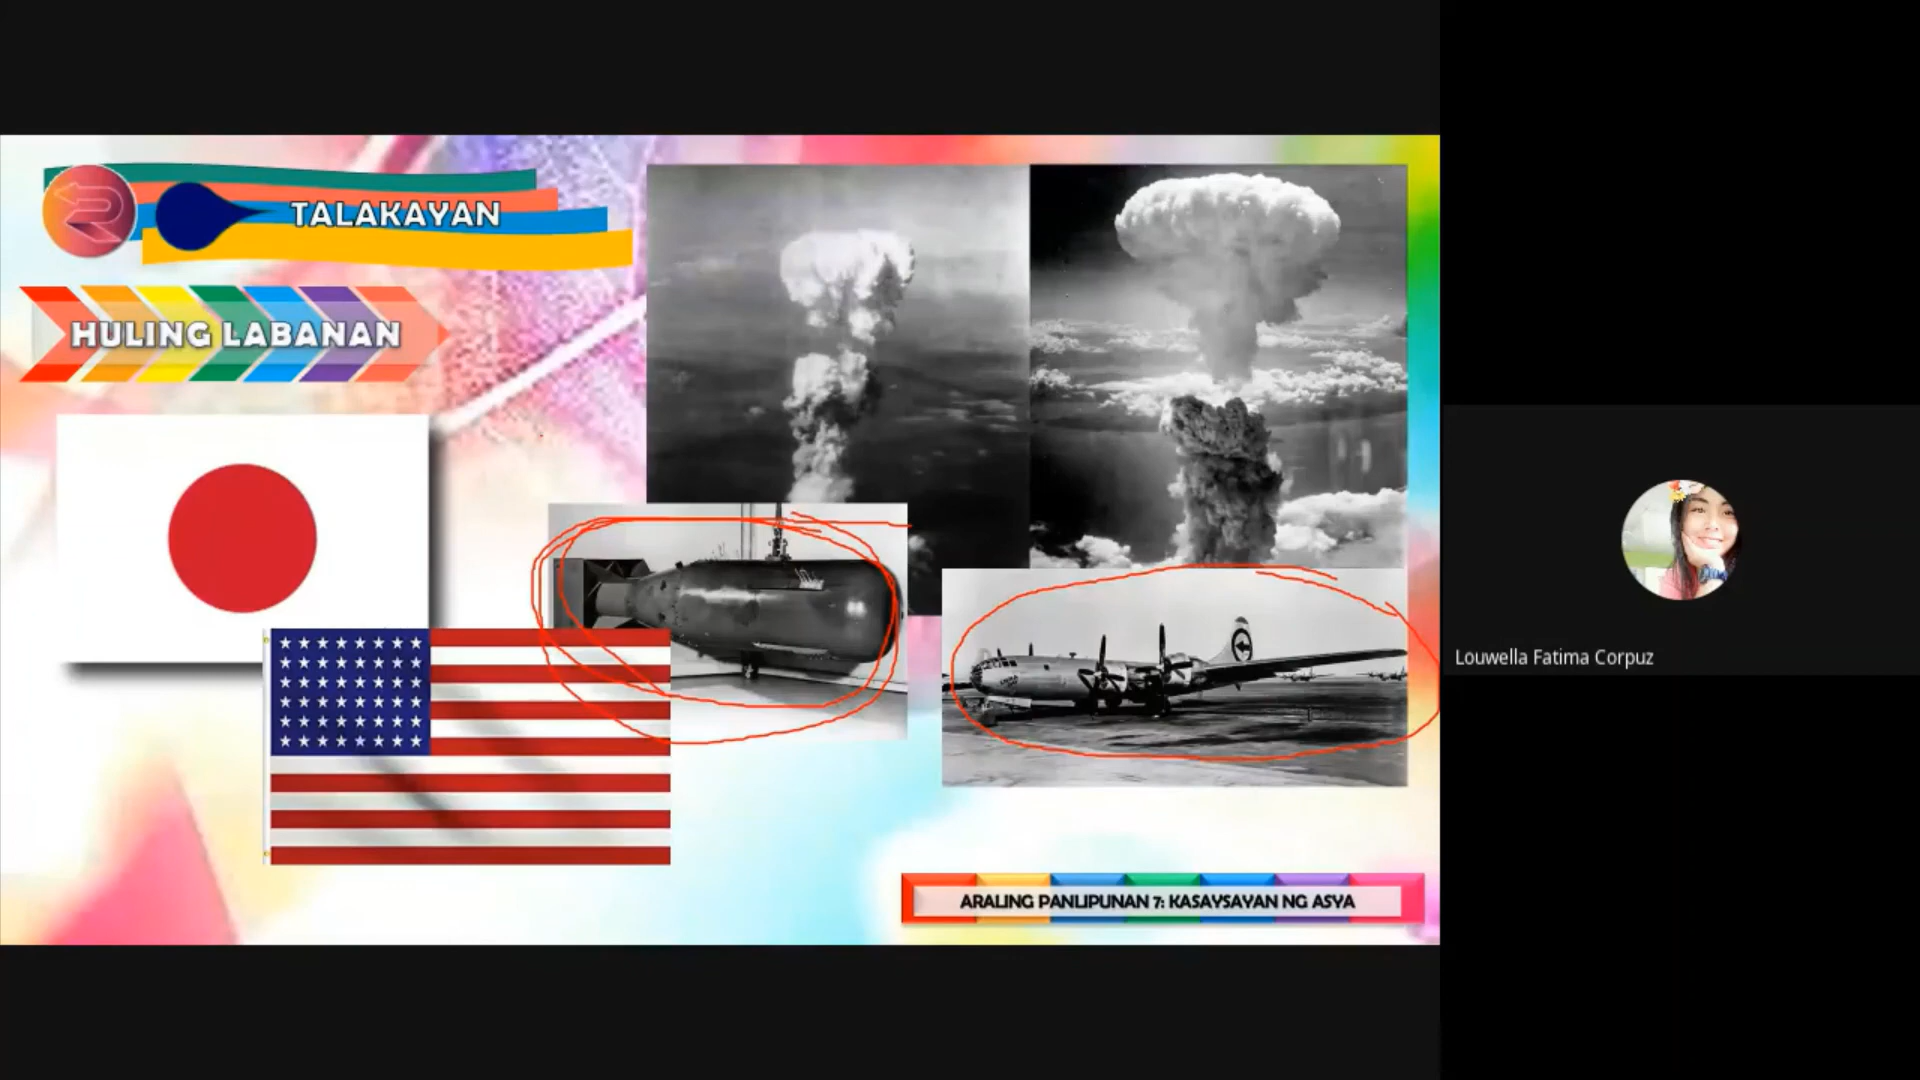 TALAKAYAN
HULING LABANAN
Louwella Fatima Corpuz
ARALING PANLIPUNAN 7: KASAYSAYAN NG ASYA